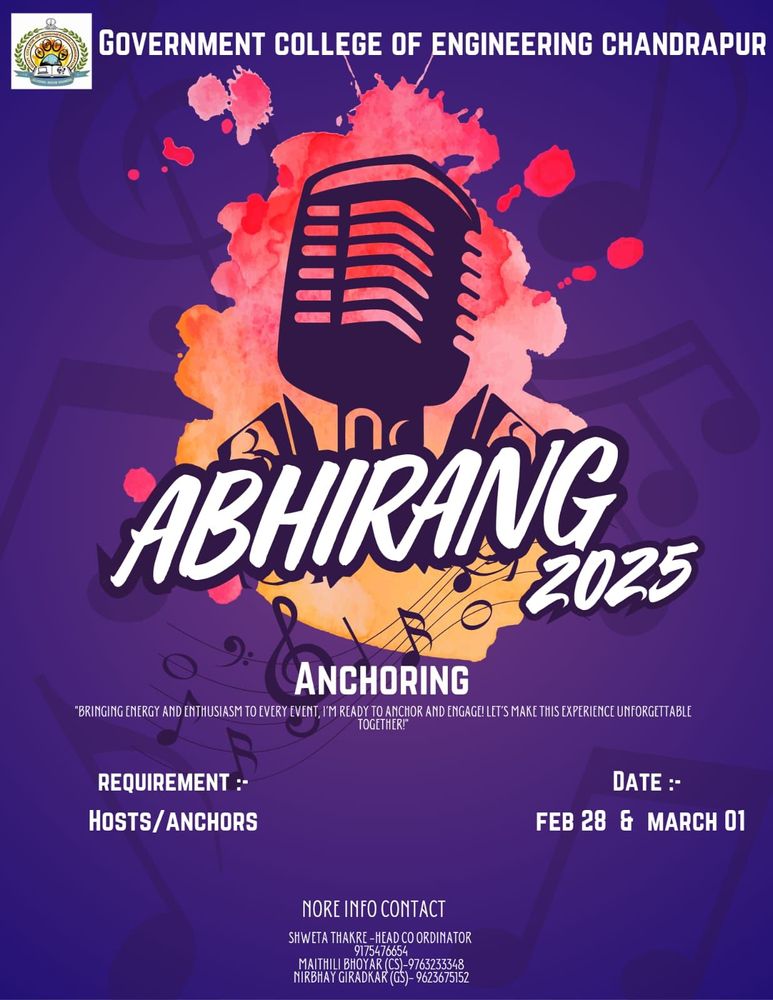 GOVERNMENT COLLEGE OF ENGINEERING CHANDRAPUR
ABHIRANG
2025
ANCHORING
"BRINGING ENERGY AND ENTHUSIASM TO EVERY EVENT, I'M READY TO ANCHOR AND ENGAGE! LET'S MAKE THIS EXPERIENCE UNFORGETTABLE
TOGETHER!"
REQUIREMENT :-
HOSTS/ANCHORS
DATE :-
FEB 28 & MARCH 01
NORE INFO CONTACT
SHWETA THAKRE -HEAD CO ORDINATOR
9175476654
MAITHILI BHOYAR (CS)-9763233348
NIRBHAY GIRADKAR (CS)- 9623675152